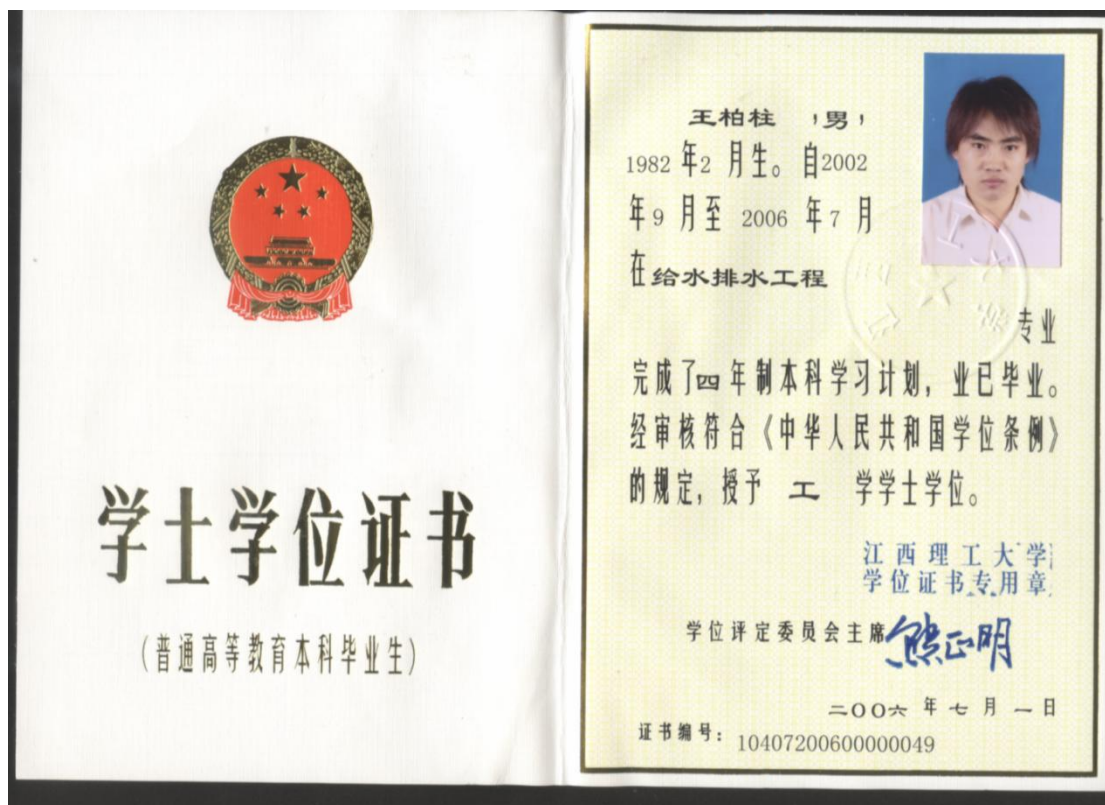 学士学位证书
(普通高等教育本科毕业生)
王柏柱 ,男,
1982 年2 月生。自2002
年9 月至 2006 年7 月
在给水排水工程
专业
完成了四年制本科学习计划，业已毕业。
经审核符合《中华人民共和国学位条例》
的规定，授予 工 学学士学位。
江西理工大学
学位证书专用章
学位评定委员会主席 熊正明
二〇〇六 年 七 月 一 日
证书编号：10407200600000049